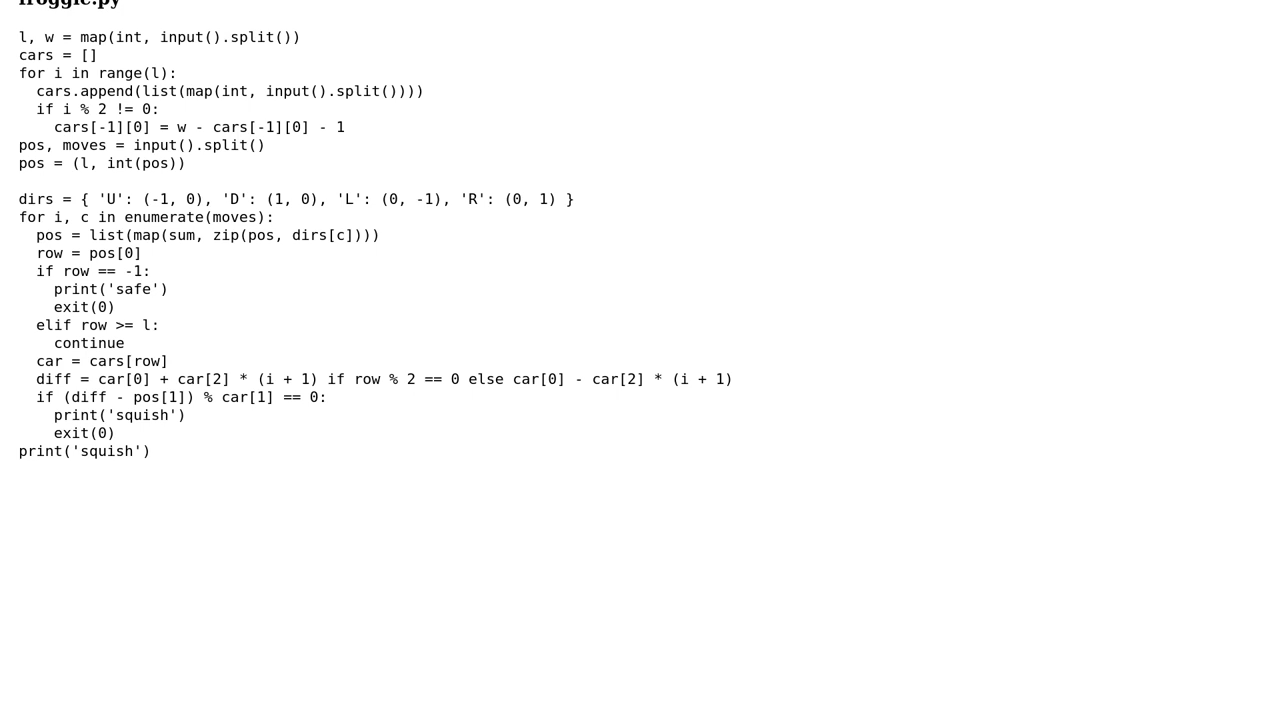 froggie.py
l, w = map(int, input().split())
cars = []
for i in range(l):
  cars.append(list(map(int, input().split())))
  if i % 2 != 0:
    cars[-1][0] = w - cars[-1][0] - 1
pos, moves = input().split()
pos = (l, int(pos))

dirs = { 'U': (-1, 0), 'D': (1, 0), 'L': (0, -1), 'R': (0, 1) }
for i, c in enumerate(moves):
  pos = list(map(sum, zip(pos, dirs[c])))
  row = pos[0]
  if row == -1:
    print('safe')
    exit(0)
  elif row >= l:
    continue
  car = cars[row]
  diff = car[0] + car[2] * (i + 1) if row % 2 == 0 else car[0] - car[2] * (i + 1)
  if (diff - pos[1]) % car[1] == 0:
    print('squish')
    exit(0)
print('squish')